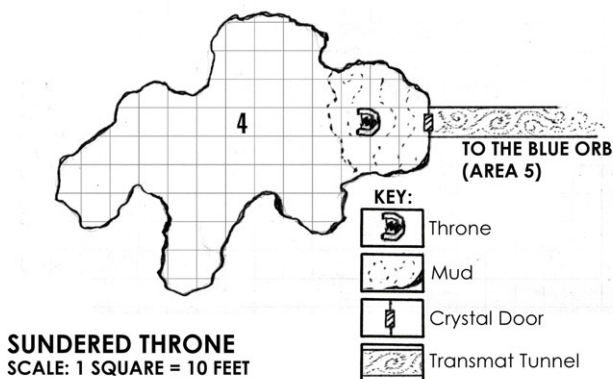 4
TO THE BLUE ORB
(AREA 5)
KEY:
Throne
Mud
Crystal Door
Transmat Tunnel
SUNDERED THRONE
SCALE: 1 SQUARE = 10 FEET